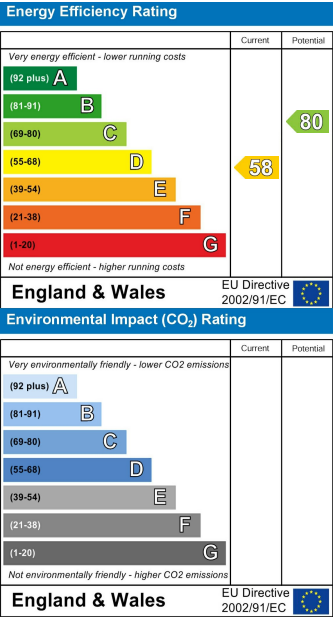 Energy Efficiency Rating
Current Potential
Very energy efficient - lower running costs
(92 plus) A
(81-91) B
(69-80) C
(55-68) D
(39-54) E
(21-38) F
(1-20) G
58
80
Not energy efficient - higher running costs
England & Wales
EU Directive
2002/91/EC
Environmental Impact (CO₂) Rating
Current Potential
Very environmentally friendly - lower CO2 emissions
(92 plus) A
(81-91) B
(69-80) C
(55-68) D
(39-54) E
(21-38) F
(1-20) G
Not environmentally friendly - higher CO2 emissions
England & Wales
EU Directive
2002/91/EC